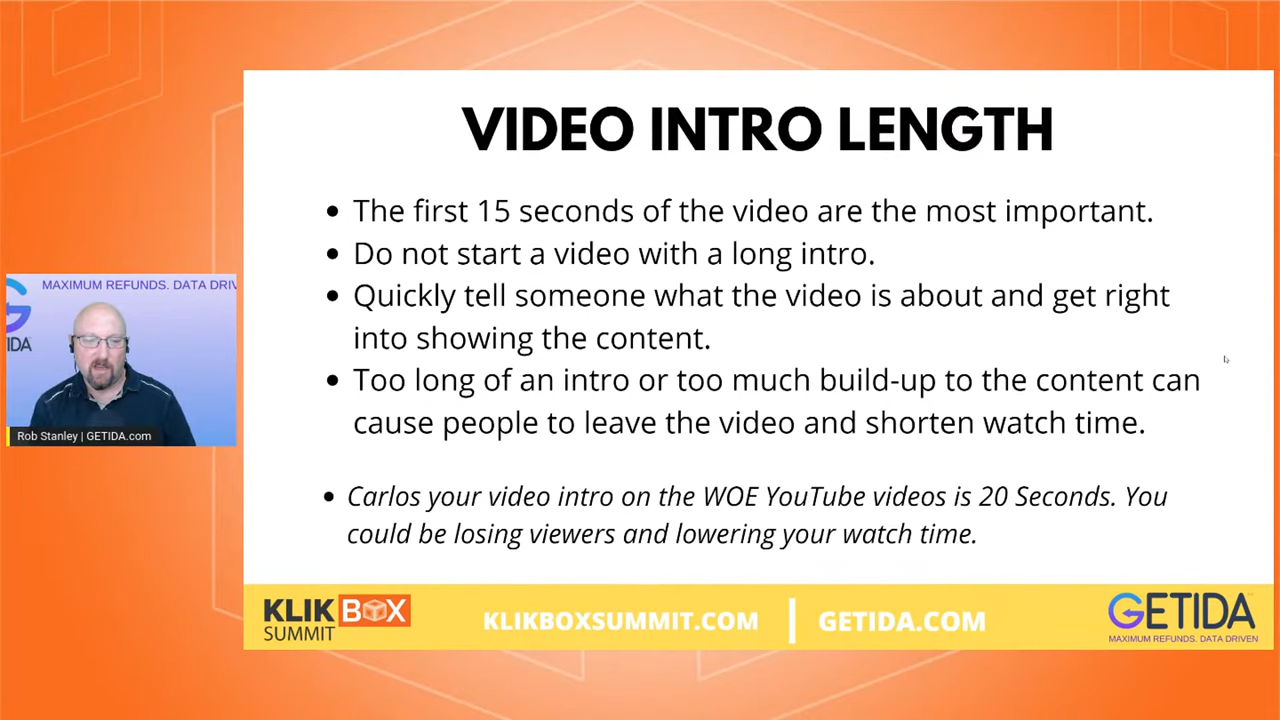 VIDEO INTRO LENGTH
• The first 15 seconds of the video are the most important.
• Do not start a video with a long intro.
• Quickly tell someone what the video is about and get right
into showing the content.
• Too long of an intro or too much build-up to the content can
cause people to leave the video and shorten watch time.
• Carlos your video intro on the WOE YouTube videos is 20 Seconds. You
could be losing viewers and lowering your watch time.
MAXIMUM REFUNDS. DATA DRIV
IDA
Rob Stanley | GETIDA.com
KLIK BOX
SUMMIT
KLIKBOXSUMMIT.COM | GETIDA.COM
GETIDA
MAXIMUM REFUNDS. DATA DRIVEN